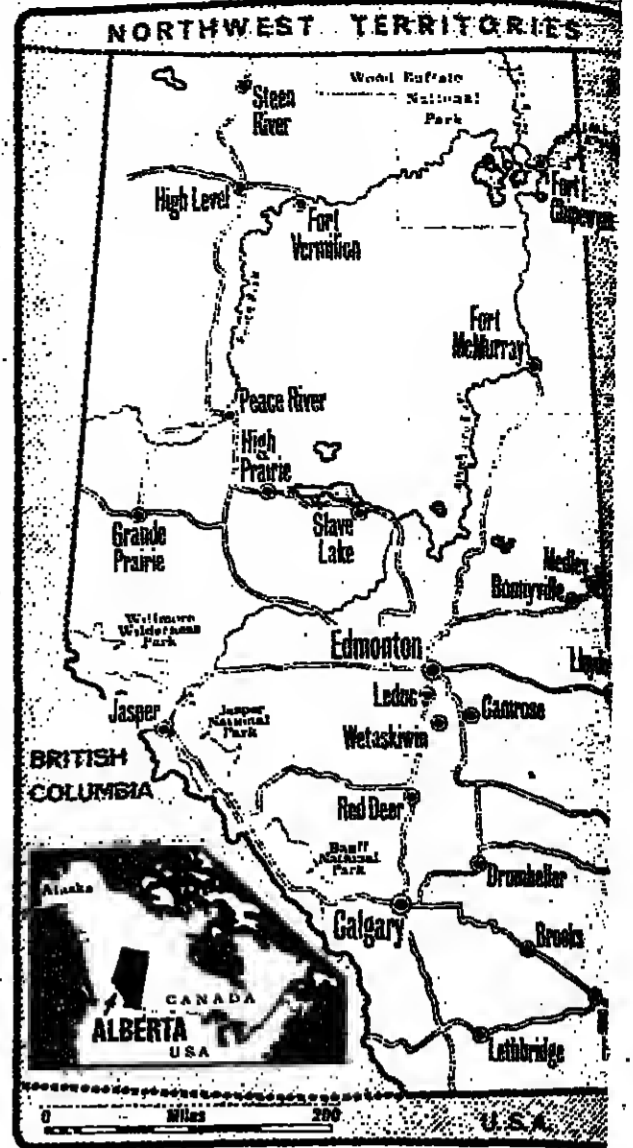 NORTHWEST TERRITORIES
Wood Buffalo
National
Park
Steen
River
High Level
Fort
Vermilion
Fort
Fort
McMurray
Peace River
High
Prairie
Grande
Prairie
Slave
Lake
Medley
Bonnyville
Willmore
Wilderness
Park
Edmonton
Leduc
Camrose
Wetaskiwin
Jasper
Jasper
National
Park
BRITISH
COLUMBIA
Red Deer
Banff
National
Park
Drumheller
Calgary
Brooks
Lethbridge
Alaska
CANADA
ALBERTA
USA
0 Miles 200
U.S.A.